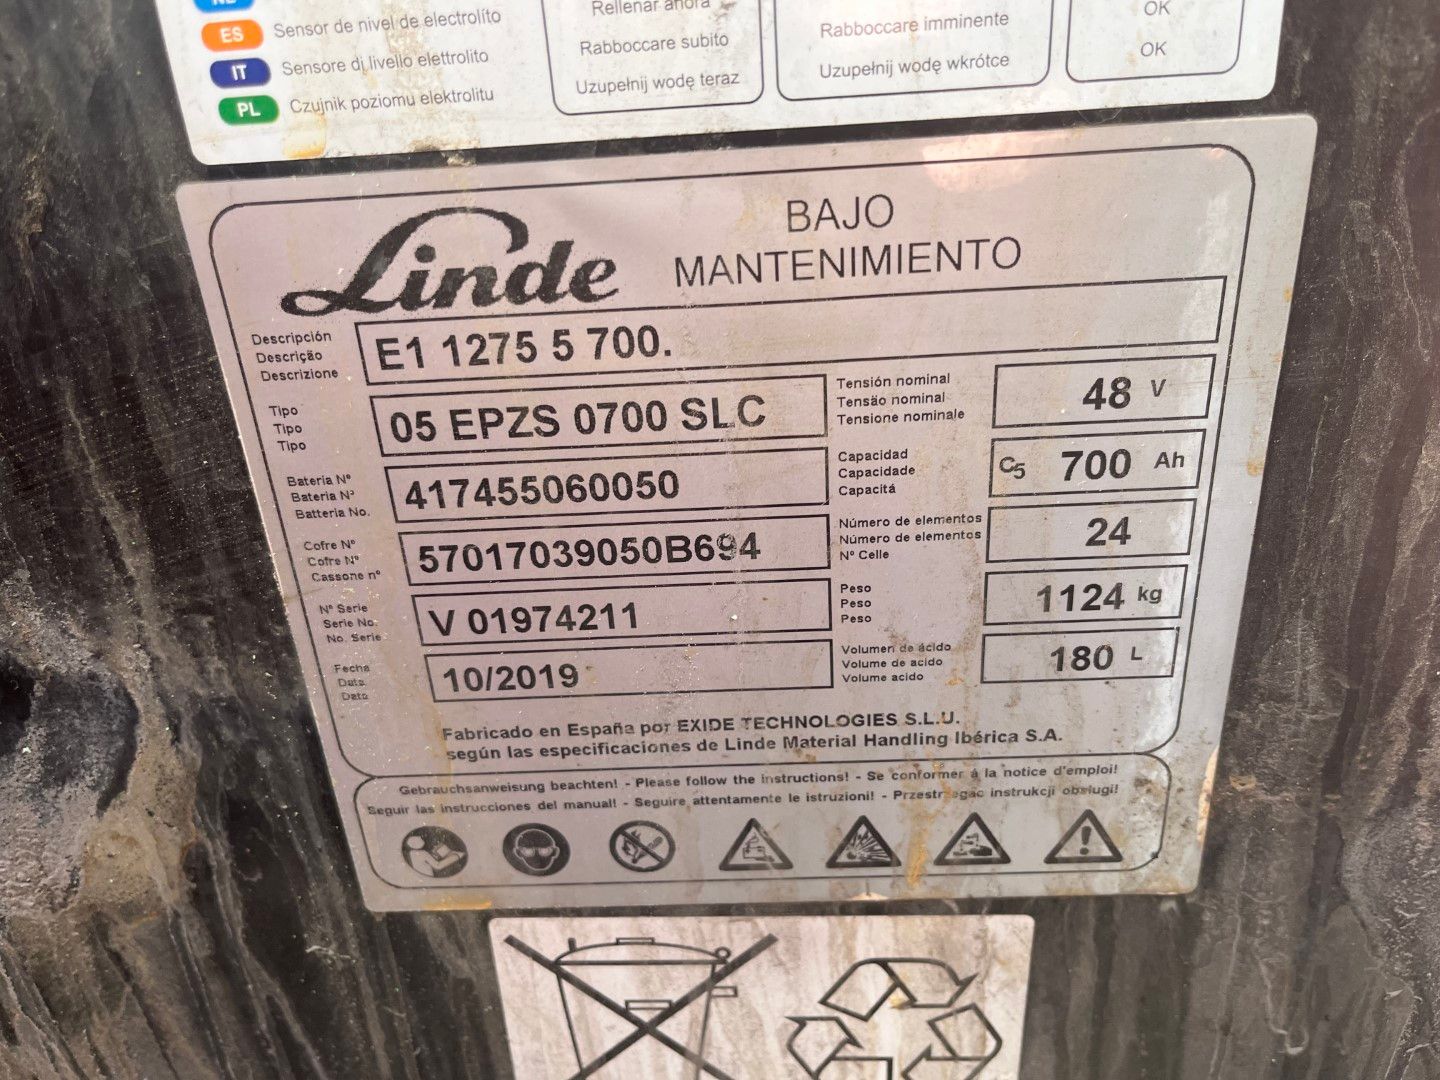 NL
ES Sensor de nivel de electrolíto
IT Sensore di livello elettrolito
PL Czujnik poziomu elektrolitu
Rellenar ahora
Rabboccare subito
Uzupełnij wodę teraz
Rabboccare imminente
Uzupełnij wodę wkrótce
OK
OK
Linde
BAJO
MANTENIMIENTO
Descripción
Descrição
Descrizione
E1 1275 5 700.
Tipo
Tipo
Tipo
05 EPZS 0700 SLC
Tensión nominal
Tensão nominal
Tensione nominale
48 V
Bateria Nº
Bateria Nº
Batteria No.
417455060050
Capacidad
Capacidade
Capacitá
C5 700 Ah
Cofre Nº
Cofre Nº
Cassone nº
57017039050B694
Número de elementos
Número de elementos
Nº Celle
24
Nº Serie
Serie No.
No. Serie
V 01974211
Peso
Peso
Peso
1124 kg
Fecha
Data
Data
10/2019
Volumen de ácido
Volume de acido
Volume acido
180 L
Fabricado en España por EXIDE TECHNOLOGIES S.L.U.
según las especificaciones de Linde Material Handling Ibérica S.A.
Gebrauchsanweisung beachten! - Please follow the instructions! - Se conformer á la notice d'emploi!
Seguir las instrucciones del manual! - Seguire attentamente le istruzioni! - Przestrzegac instrukcji obslugi!